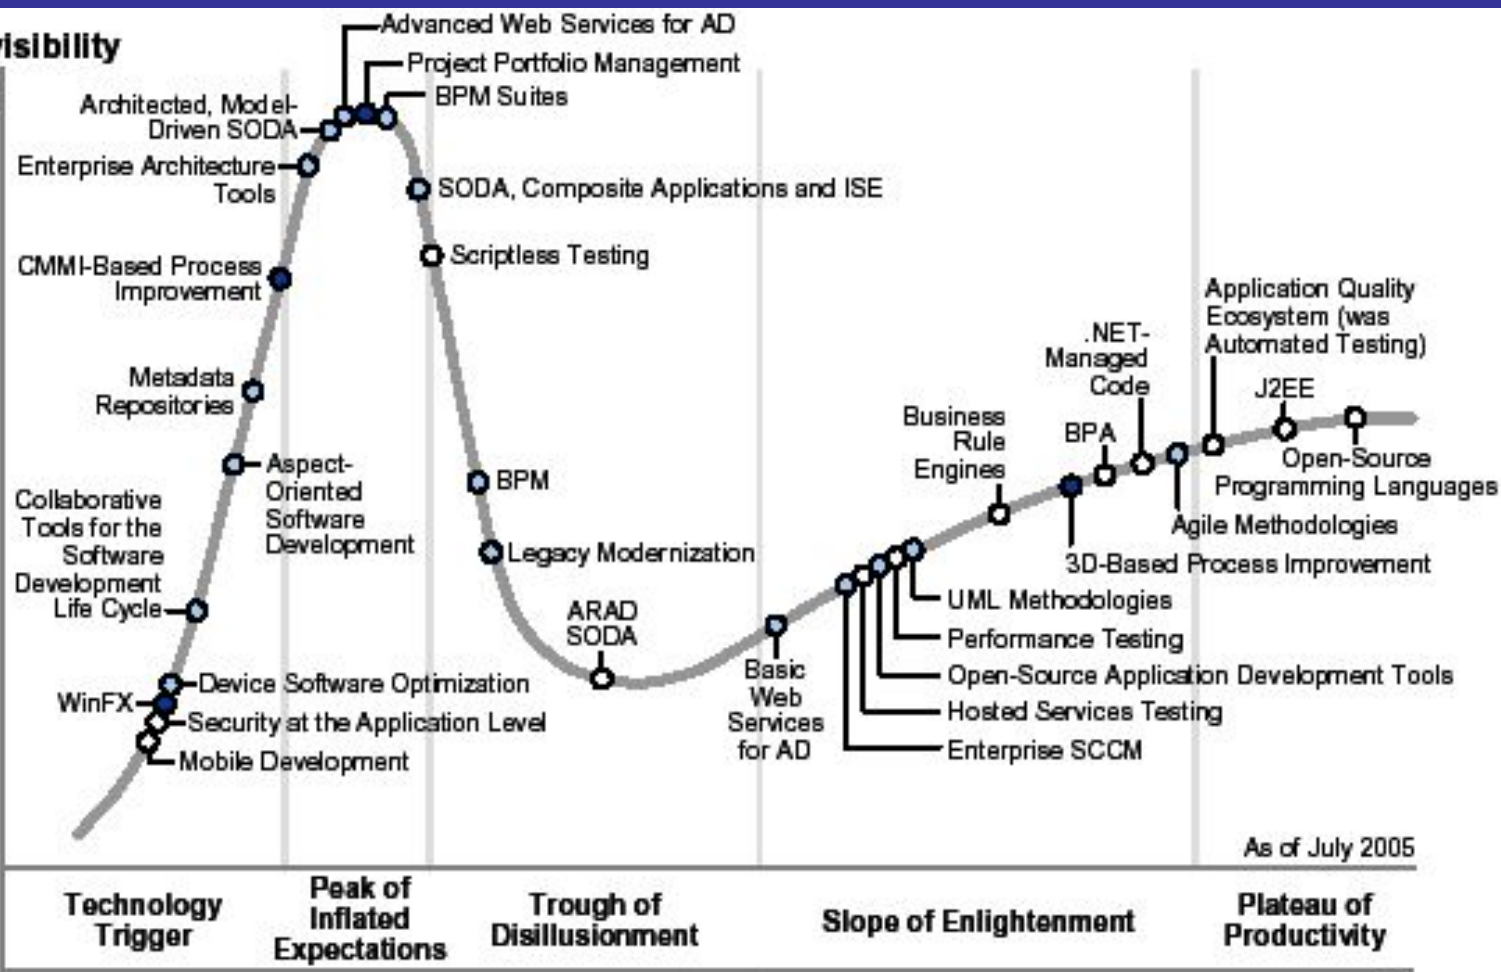 visibility
Advanced Web Services for AD
Project Portfolio Management
BPM Suites
Architected, Model-
Driven SODA
Enterprise Architecture
Tools
SODA, Composite Applications and ISE
Scriptless Testing
CMMI-Based Process
Improvement
Metadata
Repositories
Aspect-
Oriented
Software
Development
Collaborative
Tools for the
Software
Development
Life Cycle
Device Software Optimization
WinFX
Security at the Application Level
Mobile Development
BPM
Legacy Modernization
ARAD
SODA
Basic
Web
Services
for AD
Business
Rule
Engines
BPA
.NET-
Managed
Code
Application Quality
Ecosystem (was
Automated Testing)
J2EE
Open-Source
Programming Languages
Agile Methodologies
3D-Based Process Improvement
UML Methodologies
Performance Testing
Open-Source Application Development Tools
Hosted Services Testing
Enterprise SCCM
As of July 2005
Technology
Trigger
Peak of
Inflated
Expectations
Trough of
Disillusionment
Slope of Enlightenment
Plateau of
Productivity